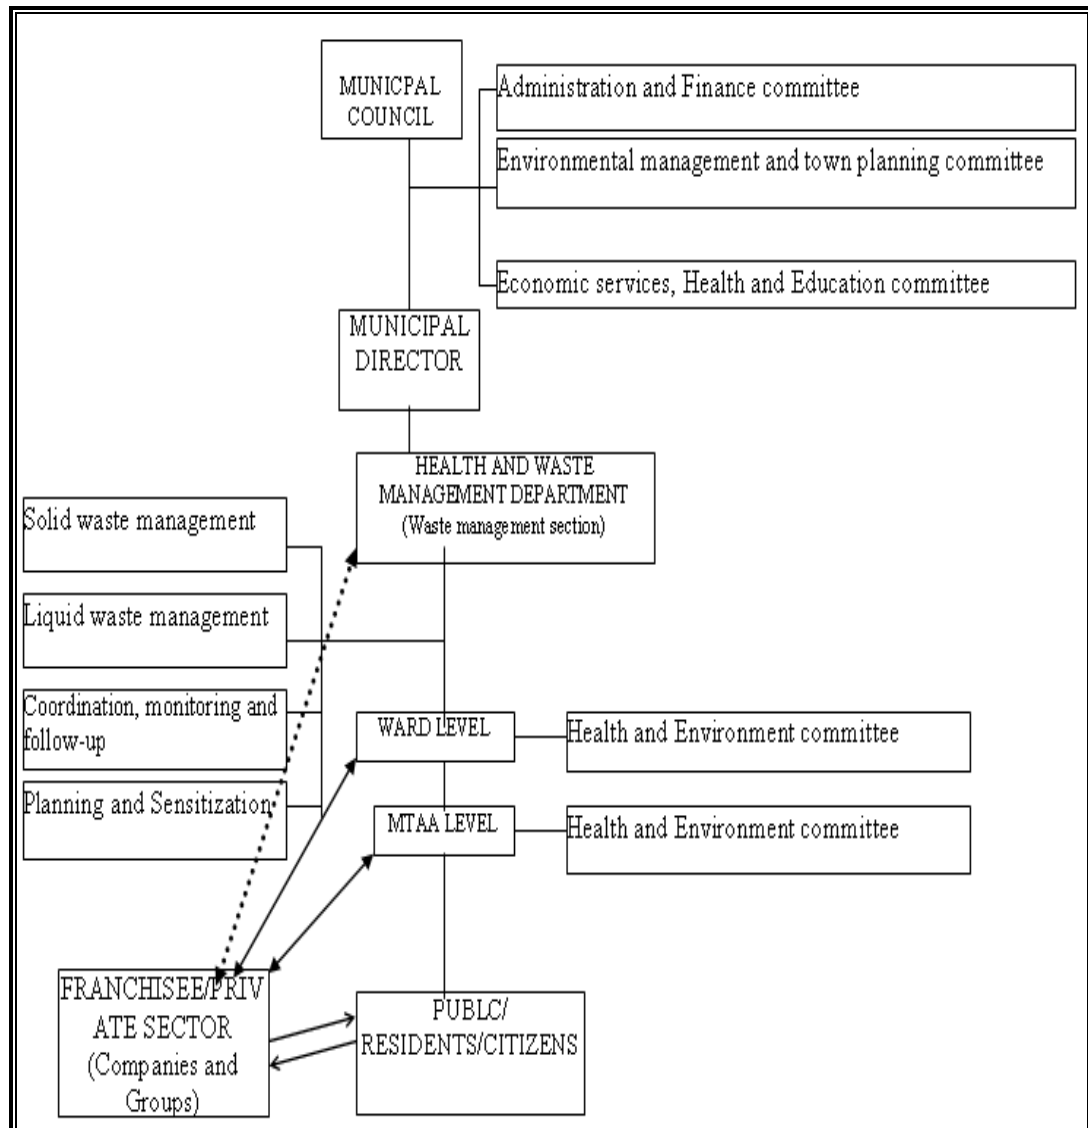 MUNICPAL
COUNCIL
Administration and Finance committee
Environmental management and town planning committee
Economic services, Health and Education committee
MUNICIPAL
DIRECTOR
HEALTH AND WASTE
MANAGEMENT DEPARTMENT
(Waste management section)
Solid waste management
Liquid waste management
Coordination, monitoring and
follow-up
Planning and Sensitization
WARD LEVEL
Health and Environment committee
MTAA LEVEL
Health and Environment committee
FRANCHISEE/PRIV
ATE SECTOR
(Companies and
Groups)
PUBLC/
RESIDENTS/CITIZENS